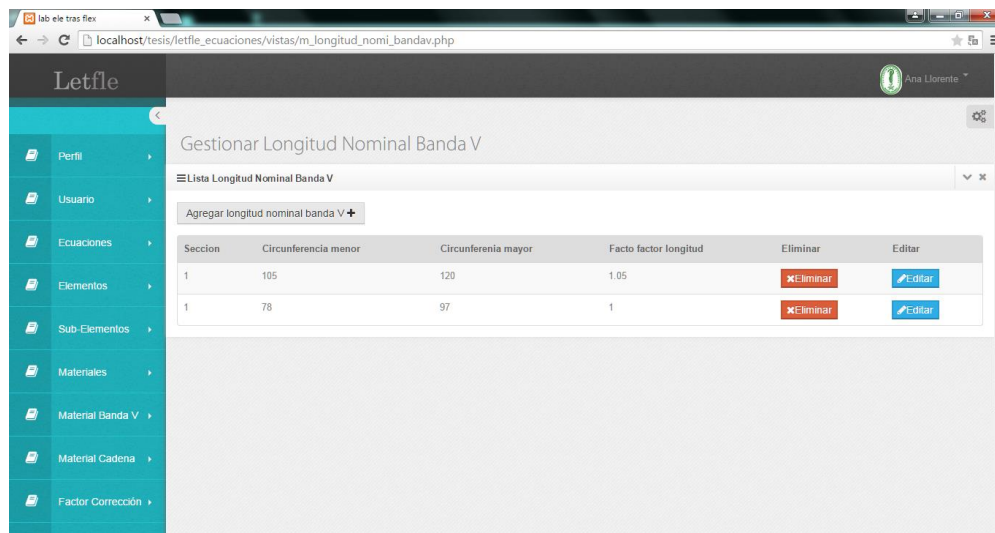 lab ele tras flex
localhost/tesis/letfle_ecuaciones/vistas/m_longitud_nomi_bandav.php
Letfle
Ana Llorente
Gestionar Longitud Nominal Banda V
Lista Longitud Nominal Banda V
Agregar longitud nominal banda V
Seccion Circunferencia menor Circunferenia mayor Facto factor longitud Eliminar Editar
1 105 120 1.05 Eliminar Editar
1 78 97 1 Eliminar Editar
Perfil
Usuario
Ecuaciones
Elementos
Sub-Elementos
Materiales
Material Banda V
Material Cadena
Factor Corrección